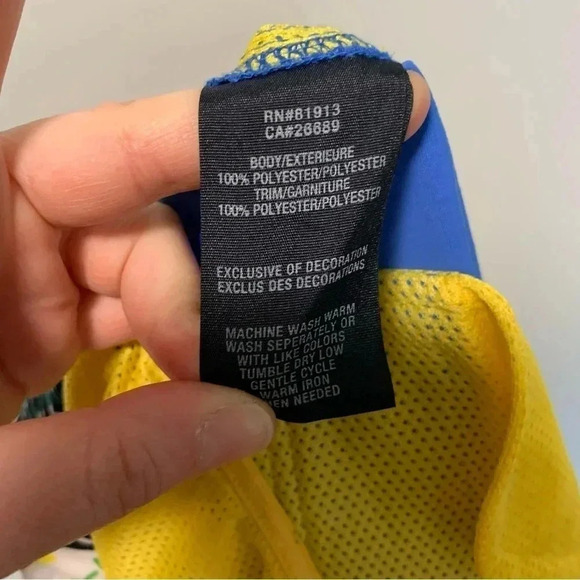 RN#81913
CA#26689
BODY/EXTERIEURE
100% POLYESTER/POLYESTER
TRIM/GARNITURE
100% POLYESTER/POLYESTER
EXCLUSIVE OF DECORATION
EXCLUS DES DECORATIONS
MACHINE WASH WARM
WASH SEPERATELY OR
WITH LIKE COLORS
TUMBLE DRY LOW
GENTLE CYCLE
WARM IRON
NEEDED